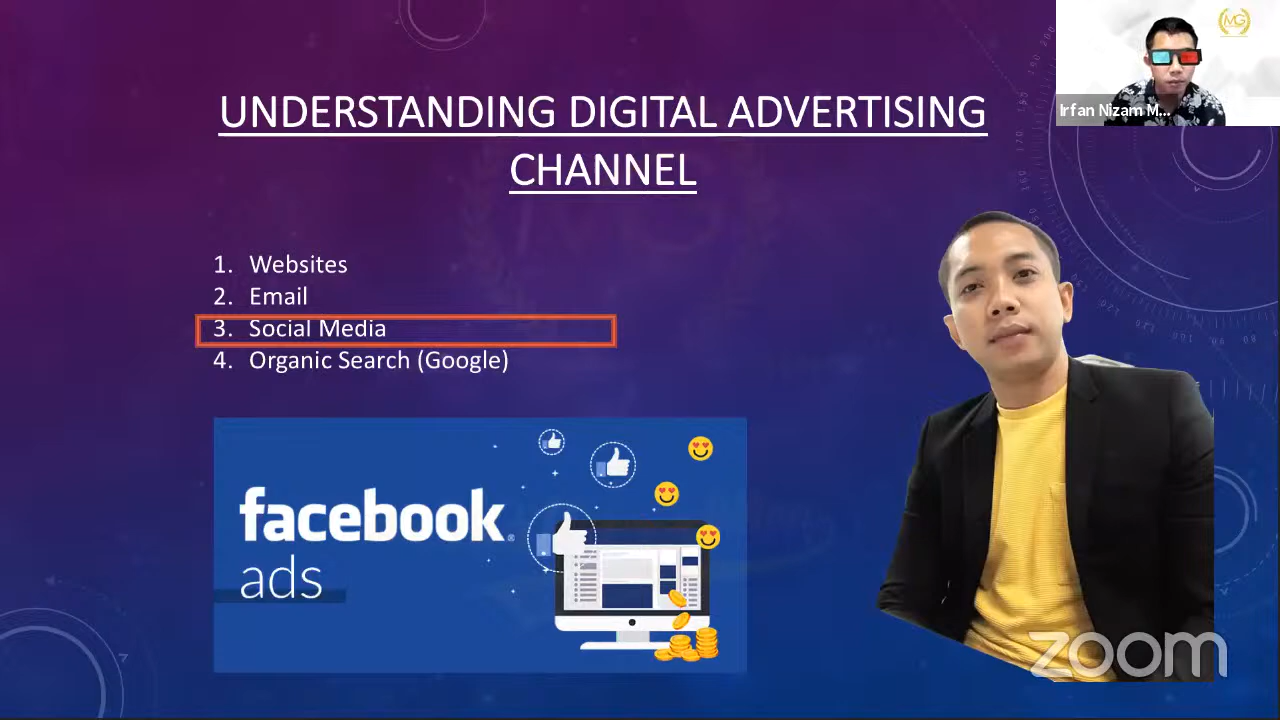 MG
Irfan Nizam M...
UNDERSTANDING DIGITAL ADVERTISING
CHANNEL
1. Websites
2. Email
3. Social Media
4. Organic Search (Google)
facebook®
ads
zoom